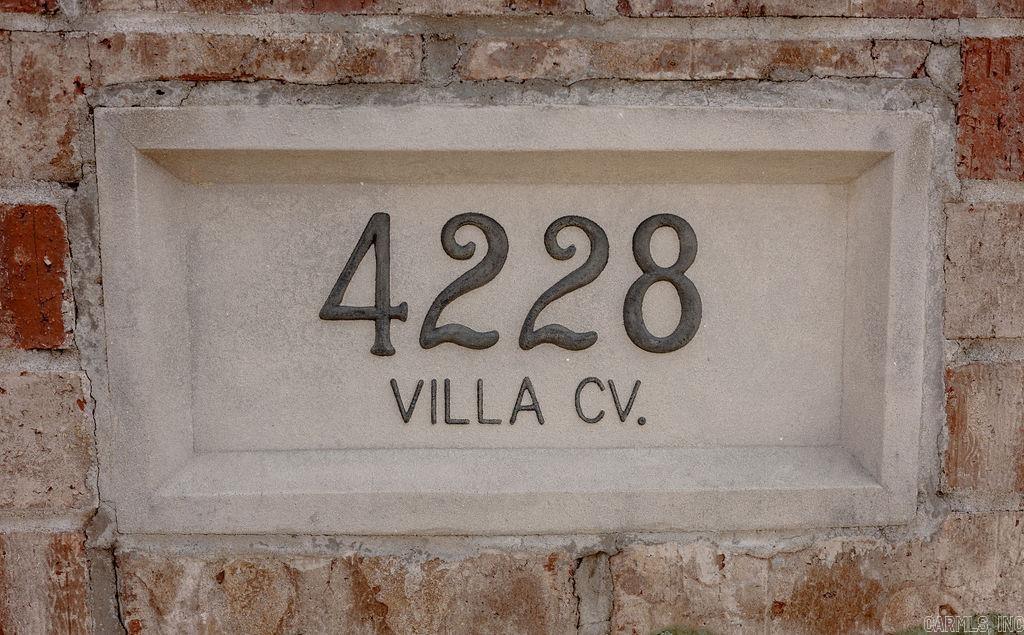 4228
VILLA CV.
CARMLS, INC